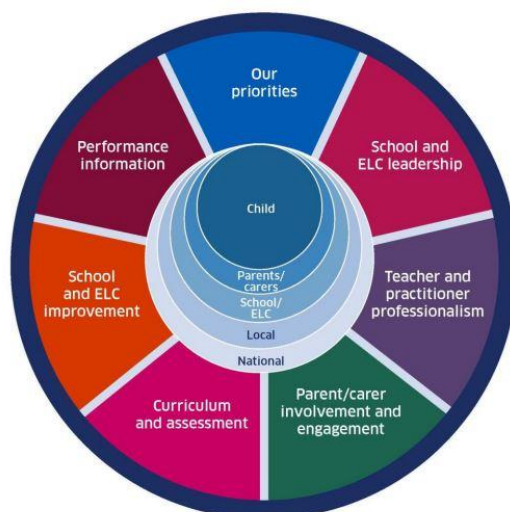 Our
priorities
School and
ELC leadership
Teacher and
practitioner
professionalism
Parent/carer
involvement and
engagement
Curriculum
and assessment
School
and ELC
improvement
Performance
information
Child
Parents/
carers
School/
ELC
Local
National